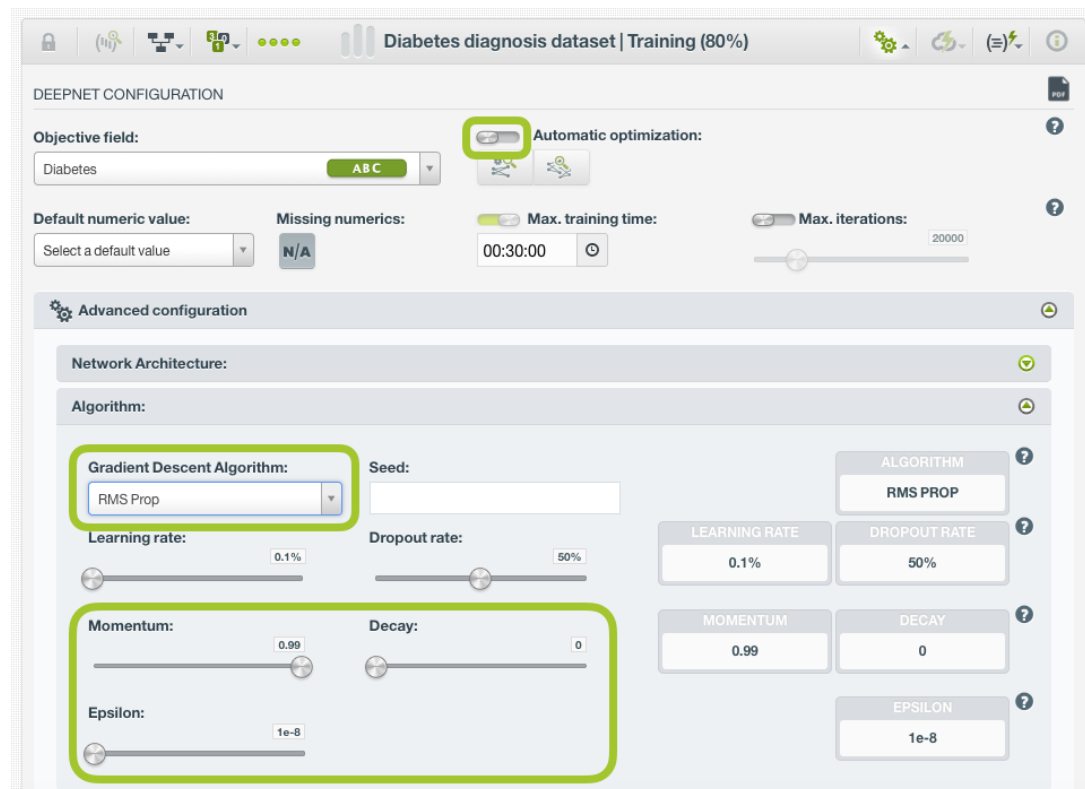 Diabetes diagnosis dataset | Training (80%)
DEEPNET CONFIGURATION
PDF
Objective field:
Automatic optimization:
Diabetes ABC
Default numeric value: Missing numerics: Max. training time: Max. iterations:
20000
Select a default value N/A 00:30:00
Advanced configuration
Network Architecture:
Algorithm:
Gradient Descent Algorithm: Seed: ALGORITHM
RMS Prop RMS PROP
Learning rate: Dropout rate: LEARNING RATE DROPOUT RATE
0.1% 50% 0.1% 50%
Momentum: Decay: MOMENTUM DECAY
0.99 0 0.99 0
Epsilon: EPSILON
1e-8 1e-8